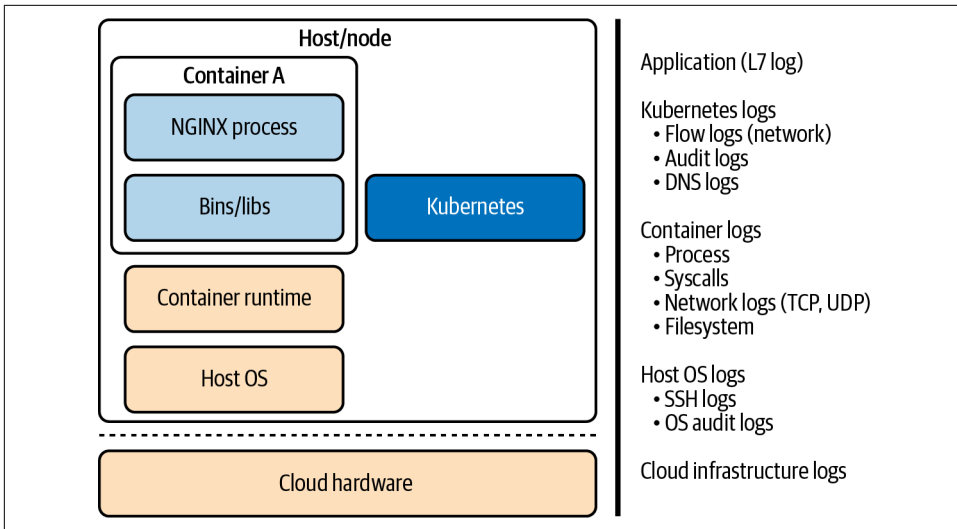 Host/node
Container A
NGINX process
Bins/libs
Kubernetes
Container runtime
Host OS
Cloud hardware
Application (L7 log)
Kubernetes logs
• Flow logs (network)
• Audit logs
• DNS logs
Container logs
• Process
• Syscalls
• Network logs (TCP, UDP)
• Filesystem
Host OS logs
• SSH logs
• OS audit logs
Cloud infrastructure logs